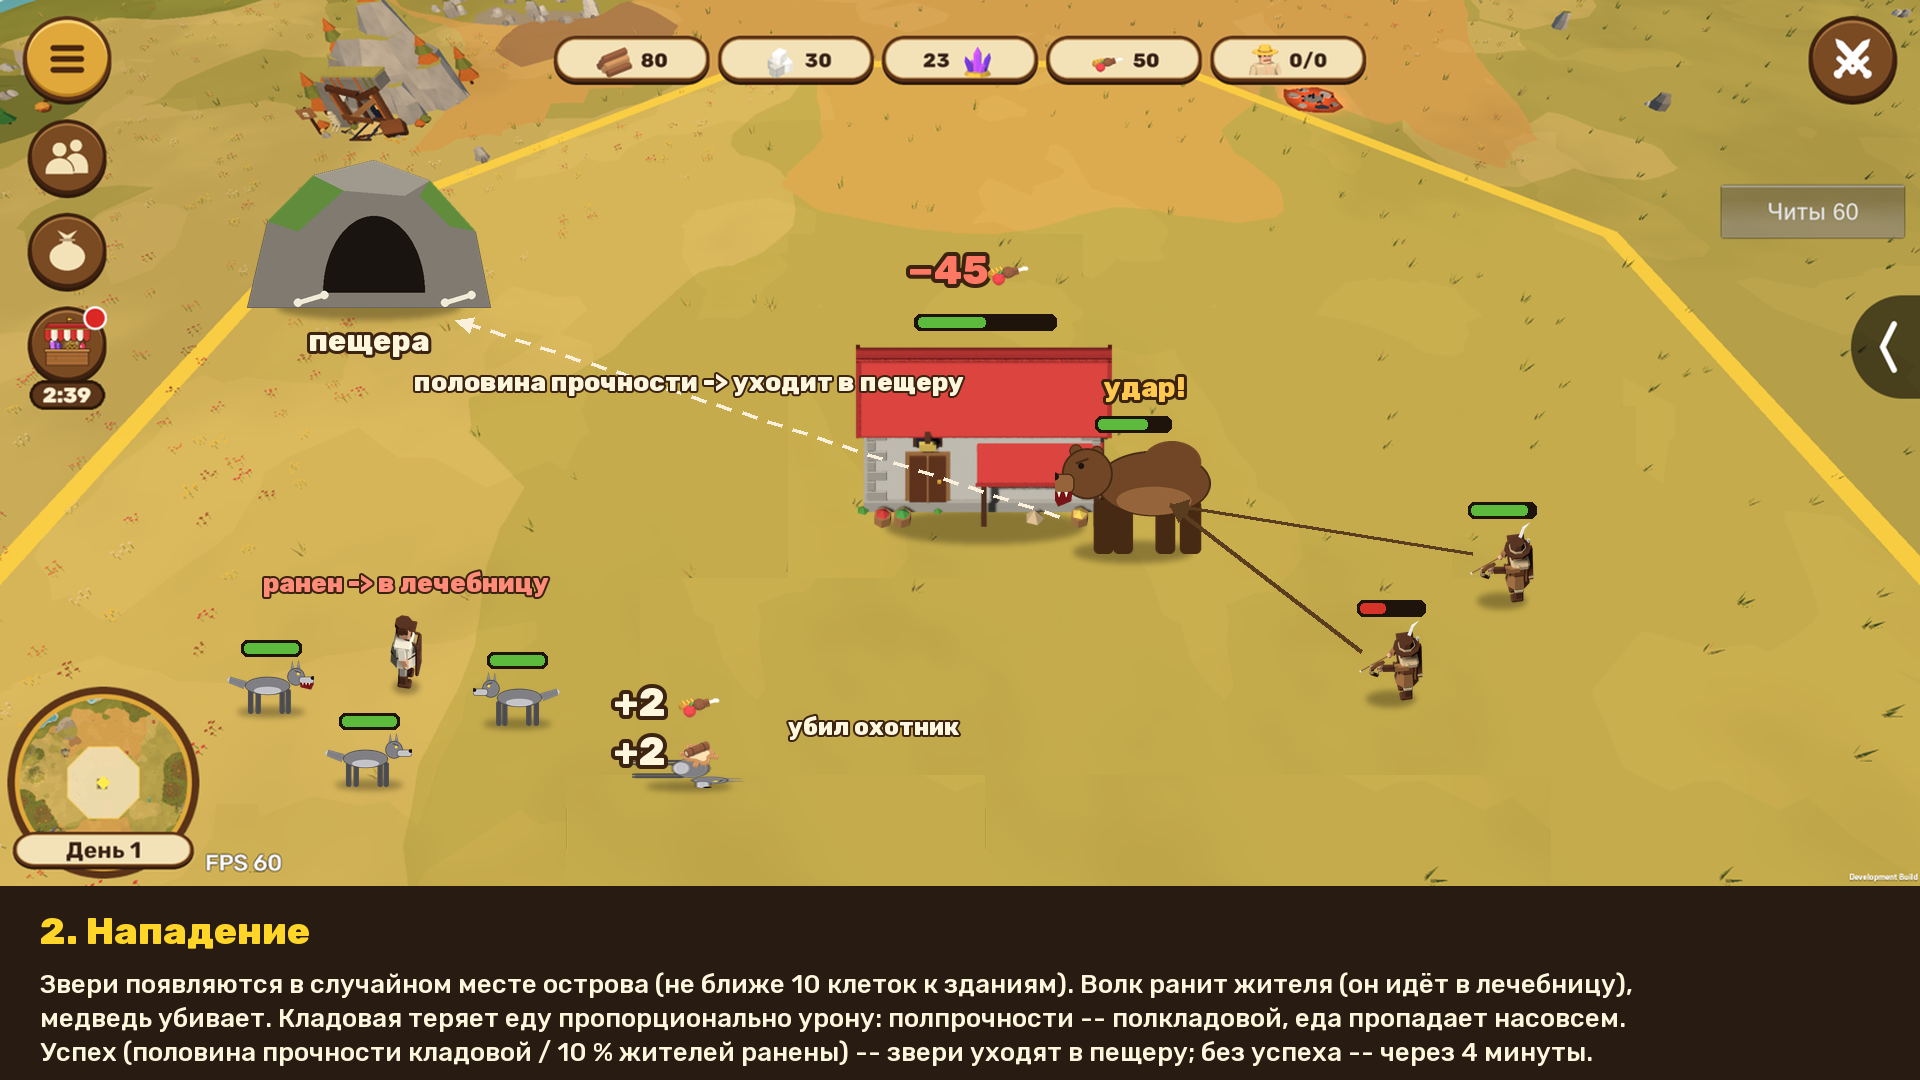 80
30
23
50
0/0
Читы 60
2:39
-45
пещера
половина прочности -> уходит в пещеру
удар!
ранен -> в лечебницу
+2
+2
убил охотник
День 1
FPS 60
Development Build
2. Нападение
Звери появляются в случайном месте острова (не ближе 10 клеток к зданиям). Волк ранит жителя (он идёт в лечебницу),
медведь убивает. Кладовая теряет еду пропорционально урону: полпрочности -- полкладовой, еда пропадает насовсем.
Успех (половина прочности кладовой / 10 % жителей ранены) -- звери уходят в пещеру; без успеха -- через 4 минуты.